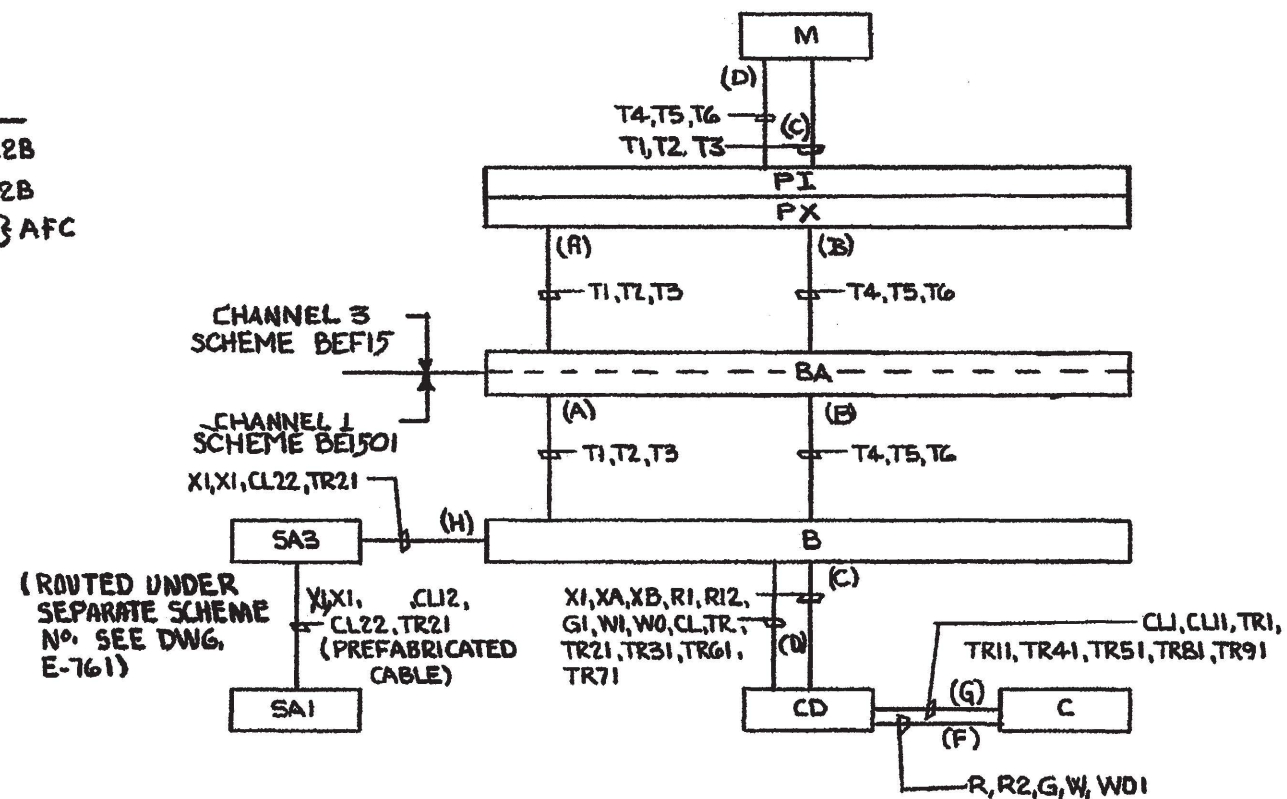 M
(D)
T4,T5,T6
(C)
T1,T2,T3
2B
2B
} AFC
PI
PX
(A)
(B)
T1,T2,T3
T4,T5,T6
CHANNEL 3
SCHEME BEF15
BA
CHANNEL 1
SCHEME BE1501
(A)
(B)
T1,T2,T3
T4,T5,T6
X1,X1,CL22,TR21
(H)
SA3
B
(ROUTED UNDER
SEPARATE SCHEME
No. SEE DWG.
E-761)
X1,X1, ,CL12,
CL22,TR21
(PREFABRICATED
CABLE)
(C)
X1,XA,XB,R1,R12,
G1,W1,WO,CL,TR,
TR21,TR31,TR61,
TR71
(D)
CL1,CL11,TR1,
TR11,TR41,TR51,TR81,TR91
SA1
CD
(G)
(F)
C
R,R2,G,W,WO1